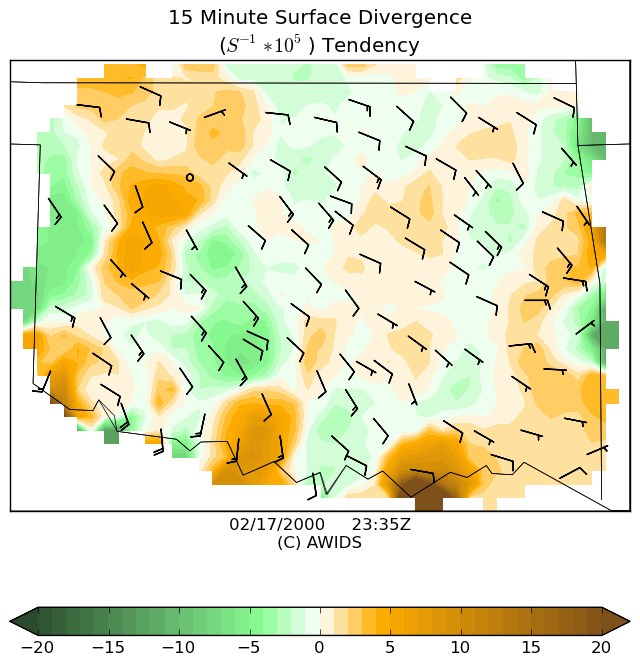 15 Minute Surface Divergence
(S⁻¹ ∗10⁵ ) Tendency
02/17/2000 23:35Z
(C) AWIDS
−20 −15 −10 −5 0 5 10 15 20